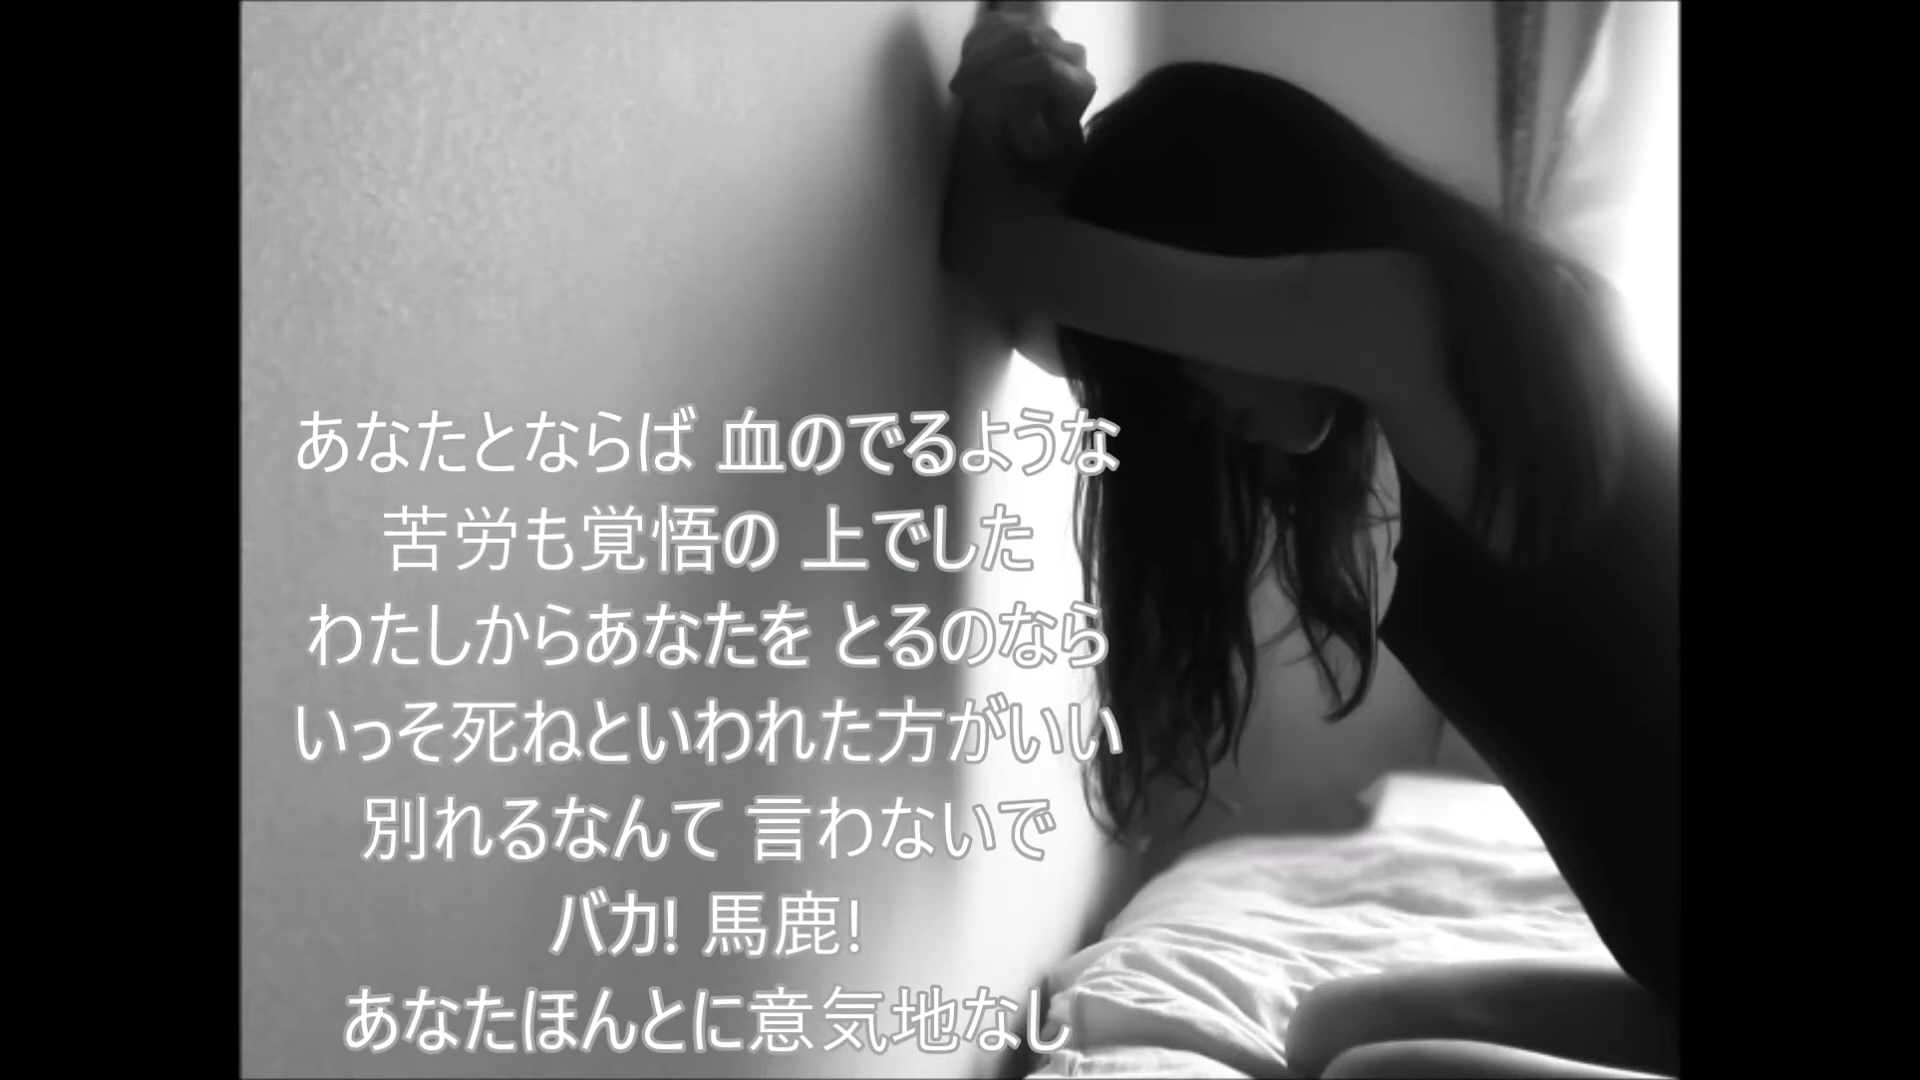 あなたとならば 血のでるような
苦労も覚悟の 上でした
わたしからあなたを とるのなら
いっそ死ねといわれた方がいい
別れるなんて 言わないで
バカ! 馬鹿!
あなたほんとに意気地なし